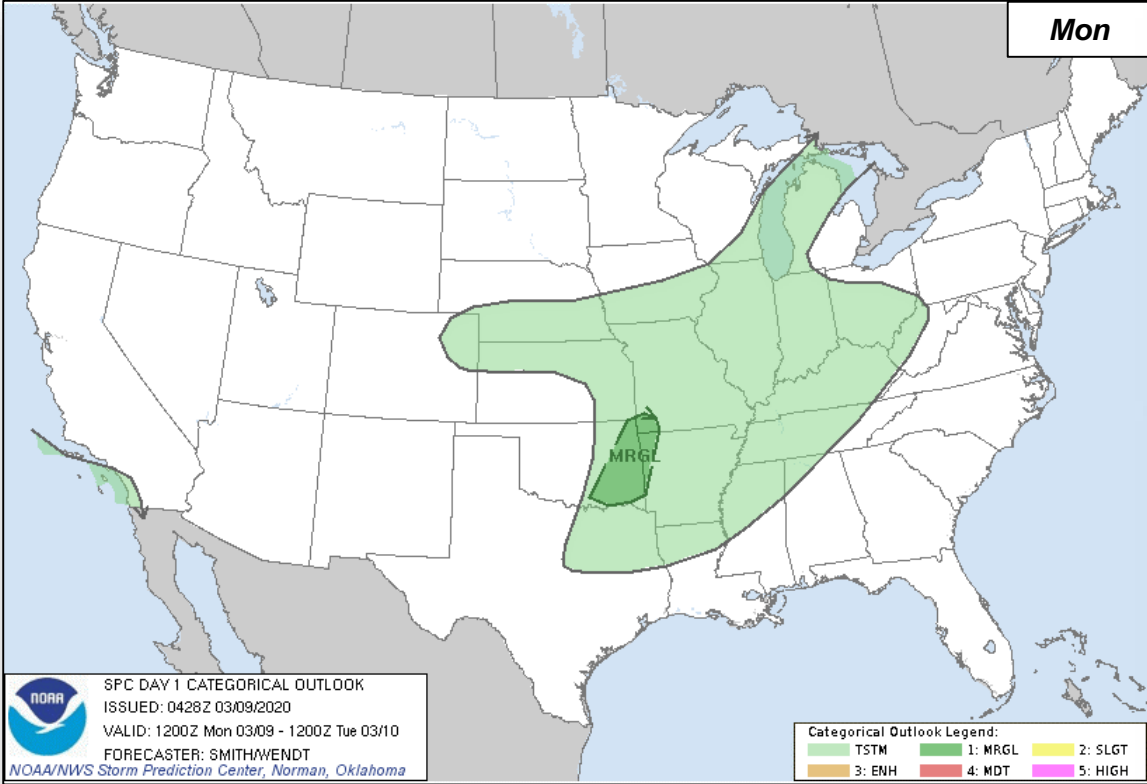 Mon
MRGL
NOAA
SPC DAY 1 CATEGORICAL OUTLOOK
ISSUED: 0428Z 03/09/2020
VALID: 1200Z Mon 03/09 - 1200Z Tue 03/10
FORECASTER: SMITH/WENDT
NOAA/NWS Storm Prediction Center, Norman, Oklahoma
Categorical Outlook Legend:
TSTM 1: MRGL 2: SLGT
3: ENH 4: MDT 5: HIGH